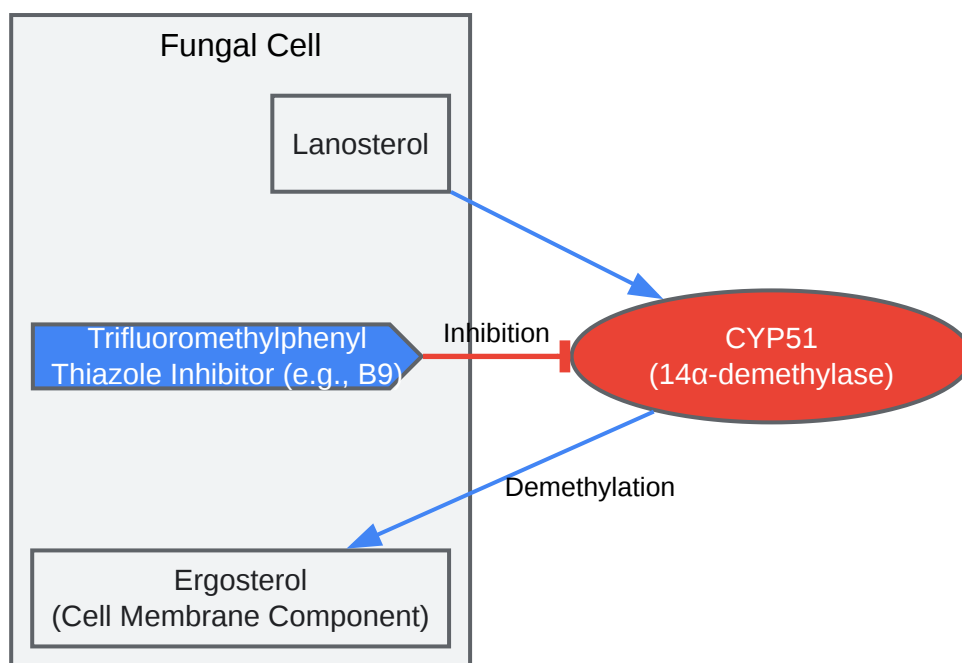 Fungal Cell
Lanosterol
Trifluoromethylphenyl
Thiazole Inhibitor (e.g., B9)
Inhibition
CYP51
(14α-demethylase)
Demethylation
Ergosterol
(Cell Membrane Component)